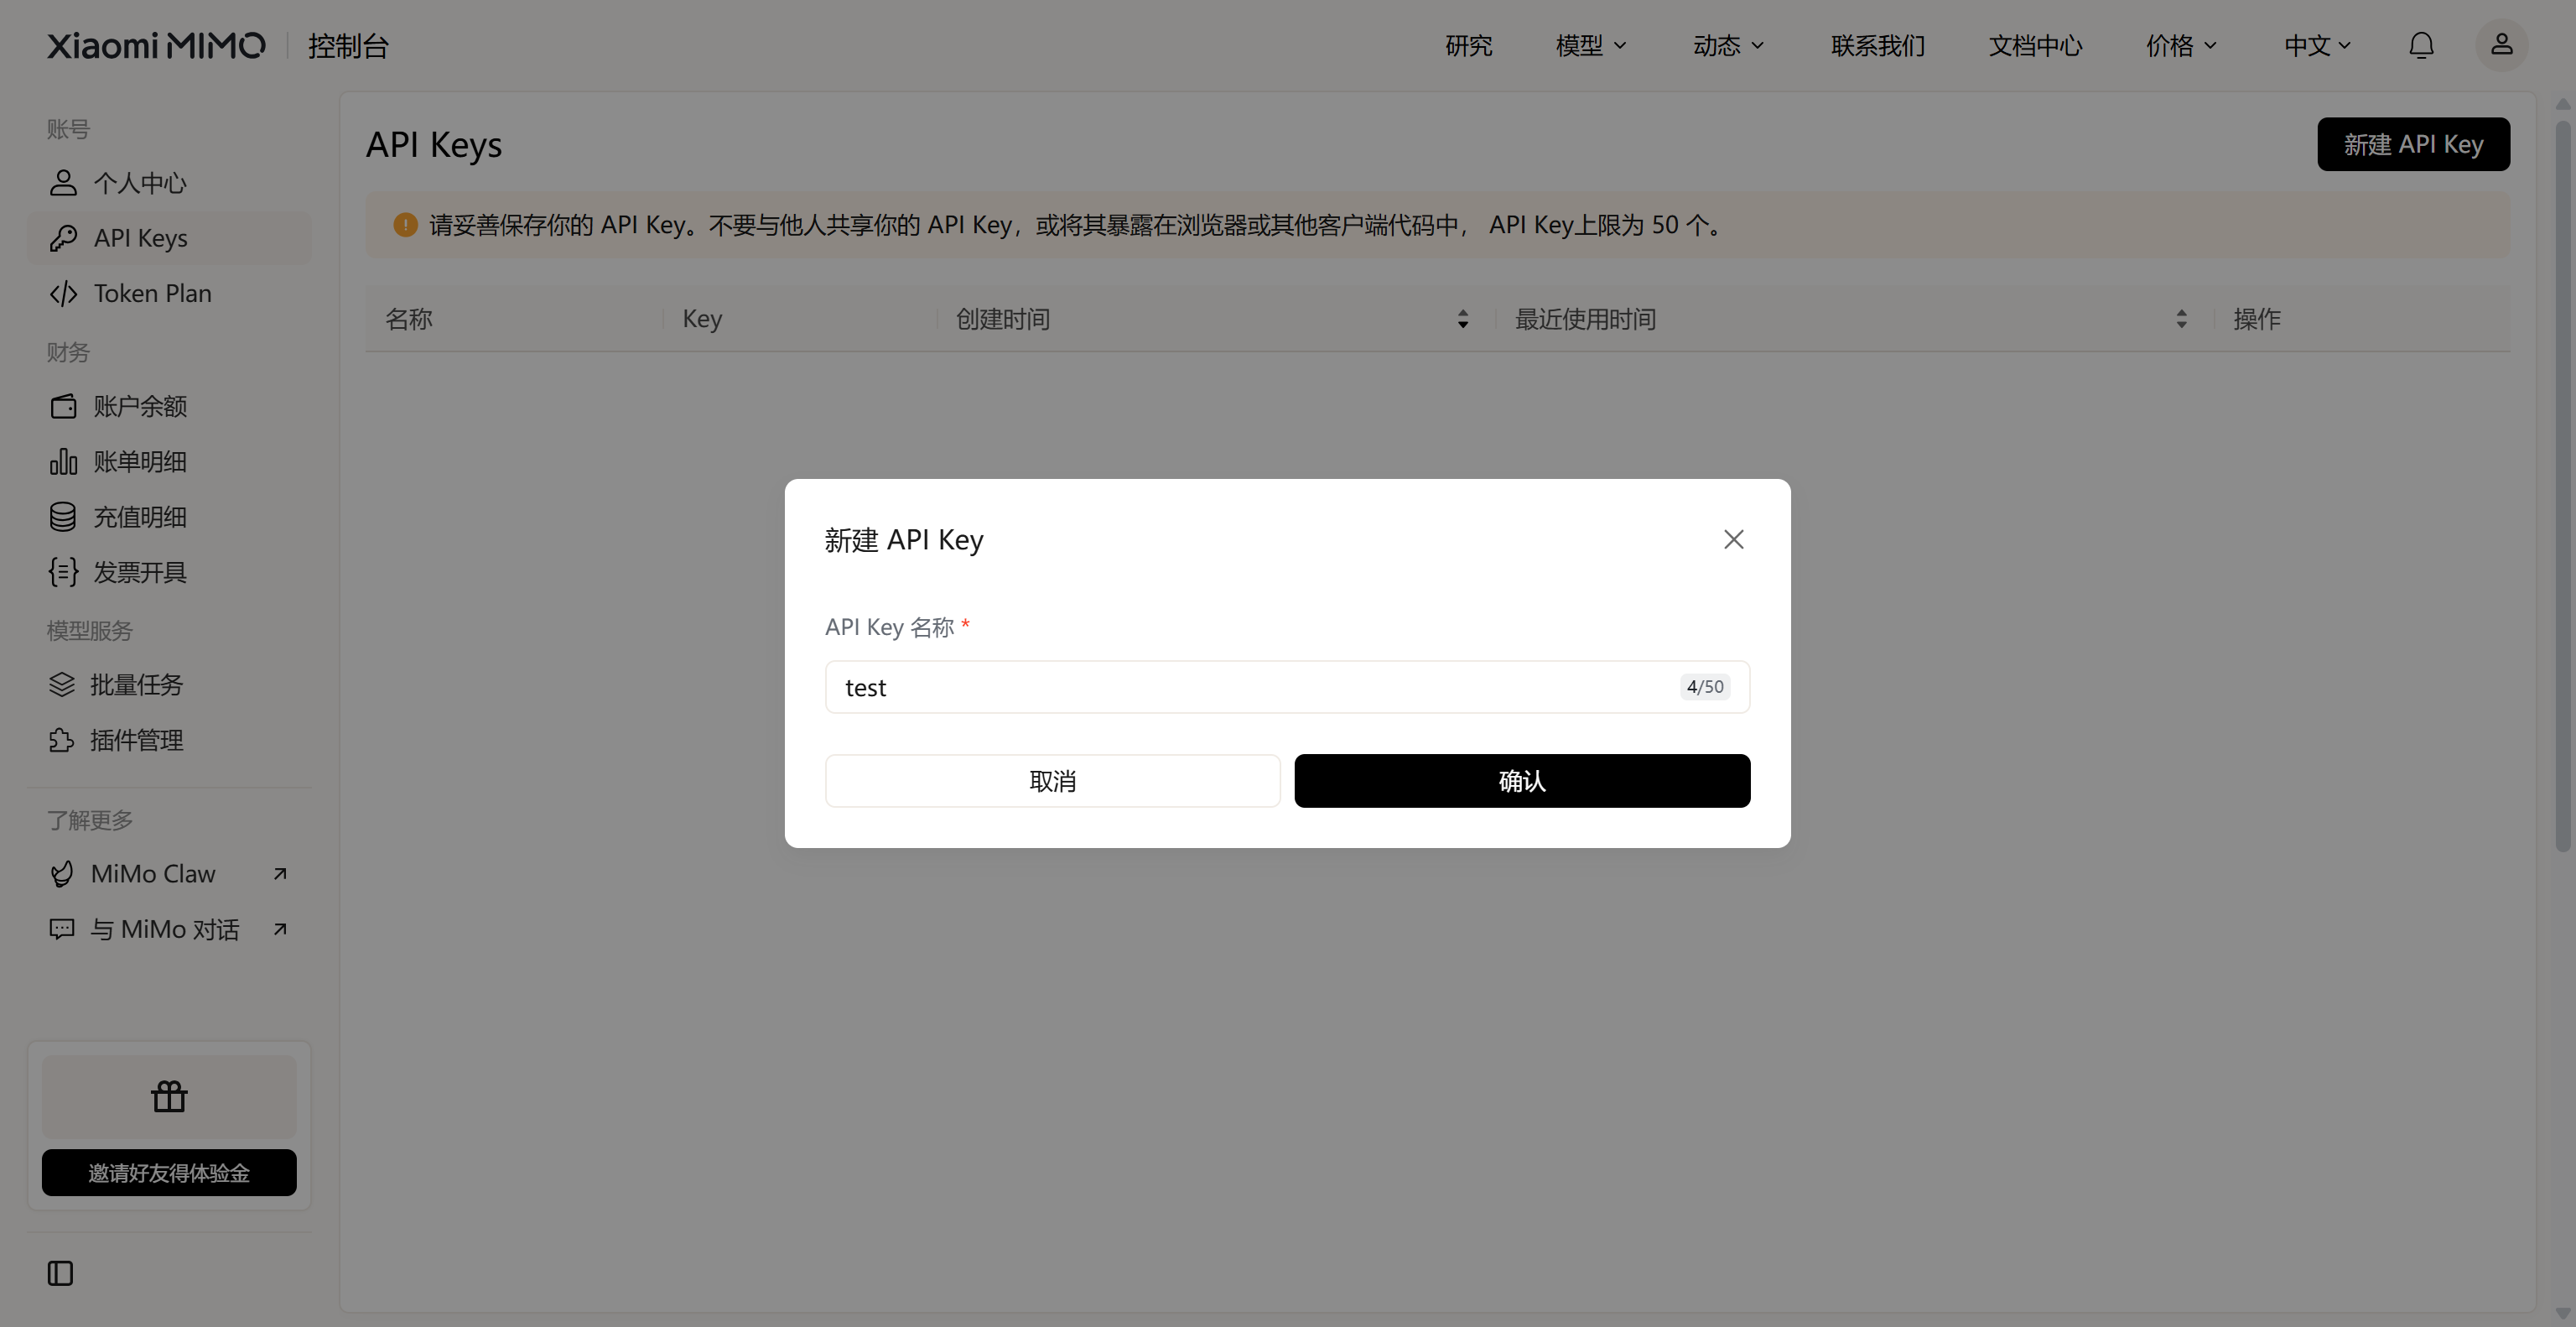 Xiaomi MIMO 控制台 研究 模型 动态 联系我们 文档中心 价格 中文
账号
个人中心
API Keys
Token Plan
财务
账户余额
账单明细
充值明细
发票开具
模型服务
批量任务
插件管理
了解更多
MiMo Claw
与 MiMo 对话
邀请好友得体验金
API Keys
新建 API Key
请妥善保存你的 API Key。不要与他人共享你的 API Key，或将其暴露在浏览器或其他客户端代码中， API Key上限为 50 个。
名称 Key 创建时间 最近使用时间 操作
新建 API Key
API Key 名称 *
test 4/50
取消 确认